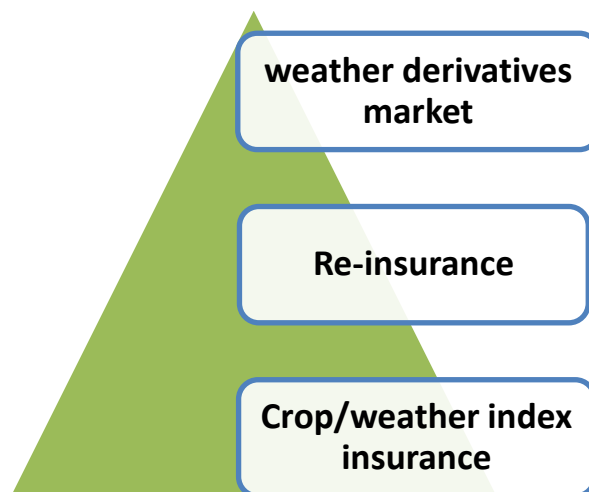 weather derivatives
market
Re-insurance
Crop/weather index
insurance